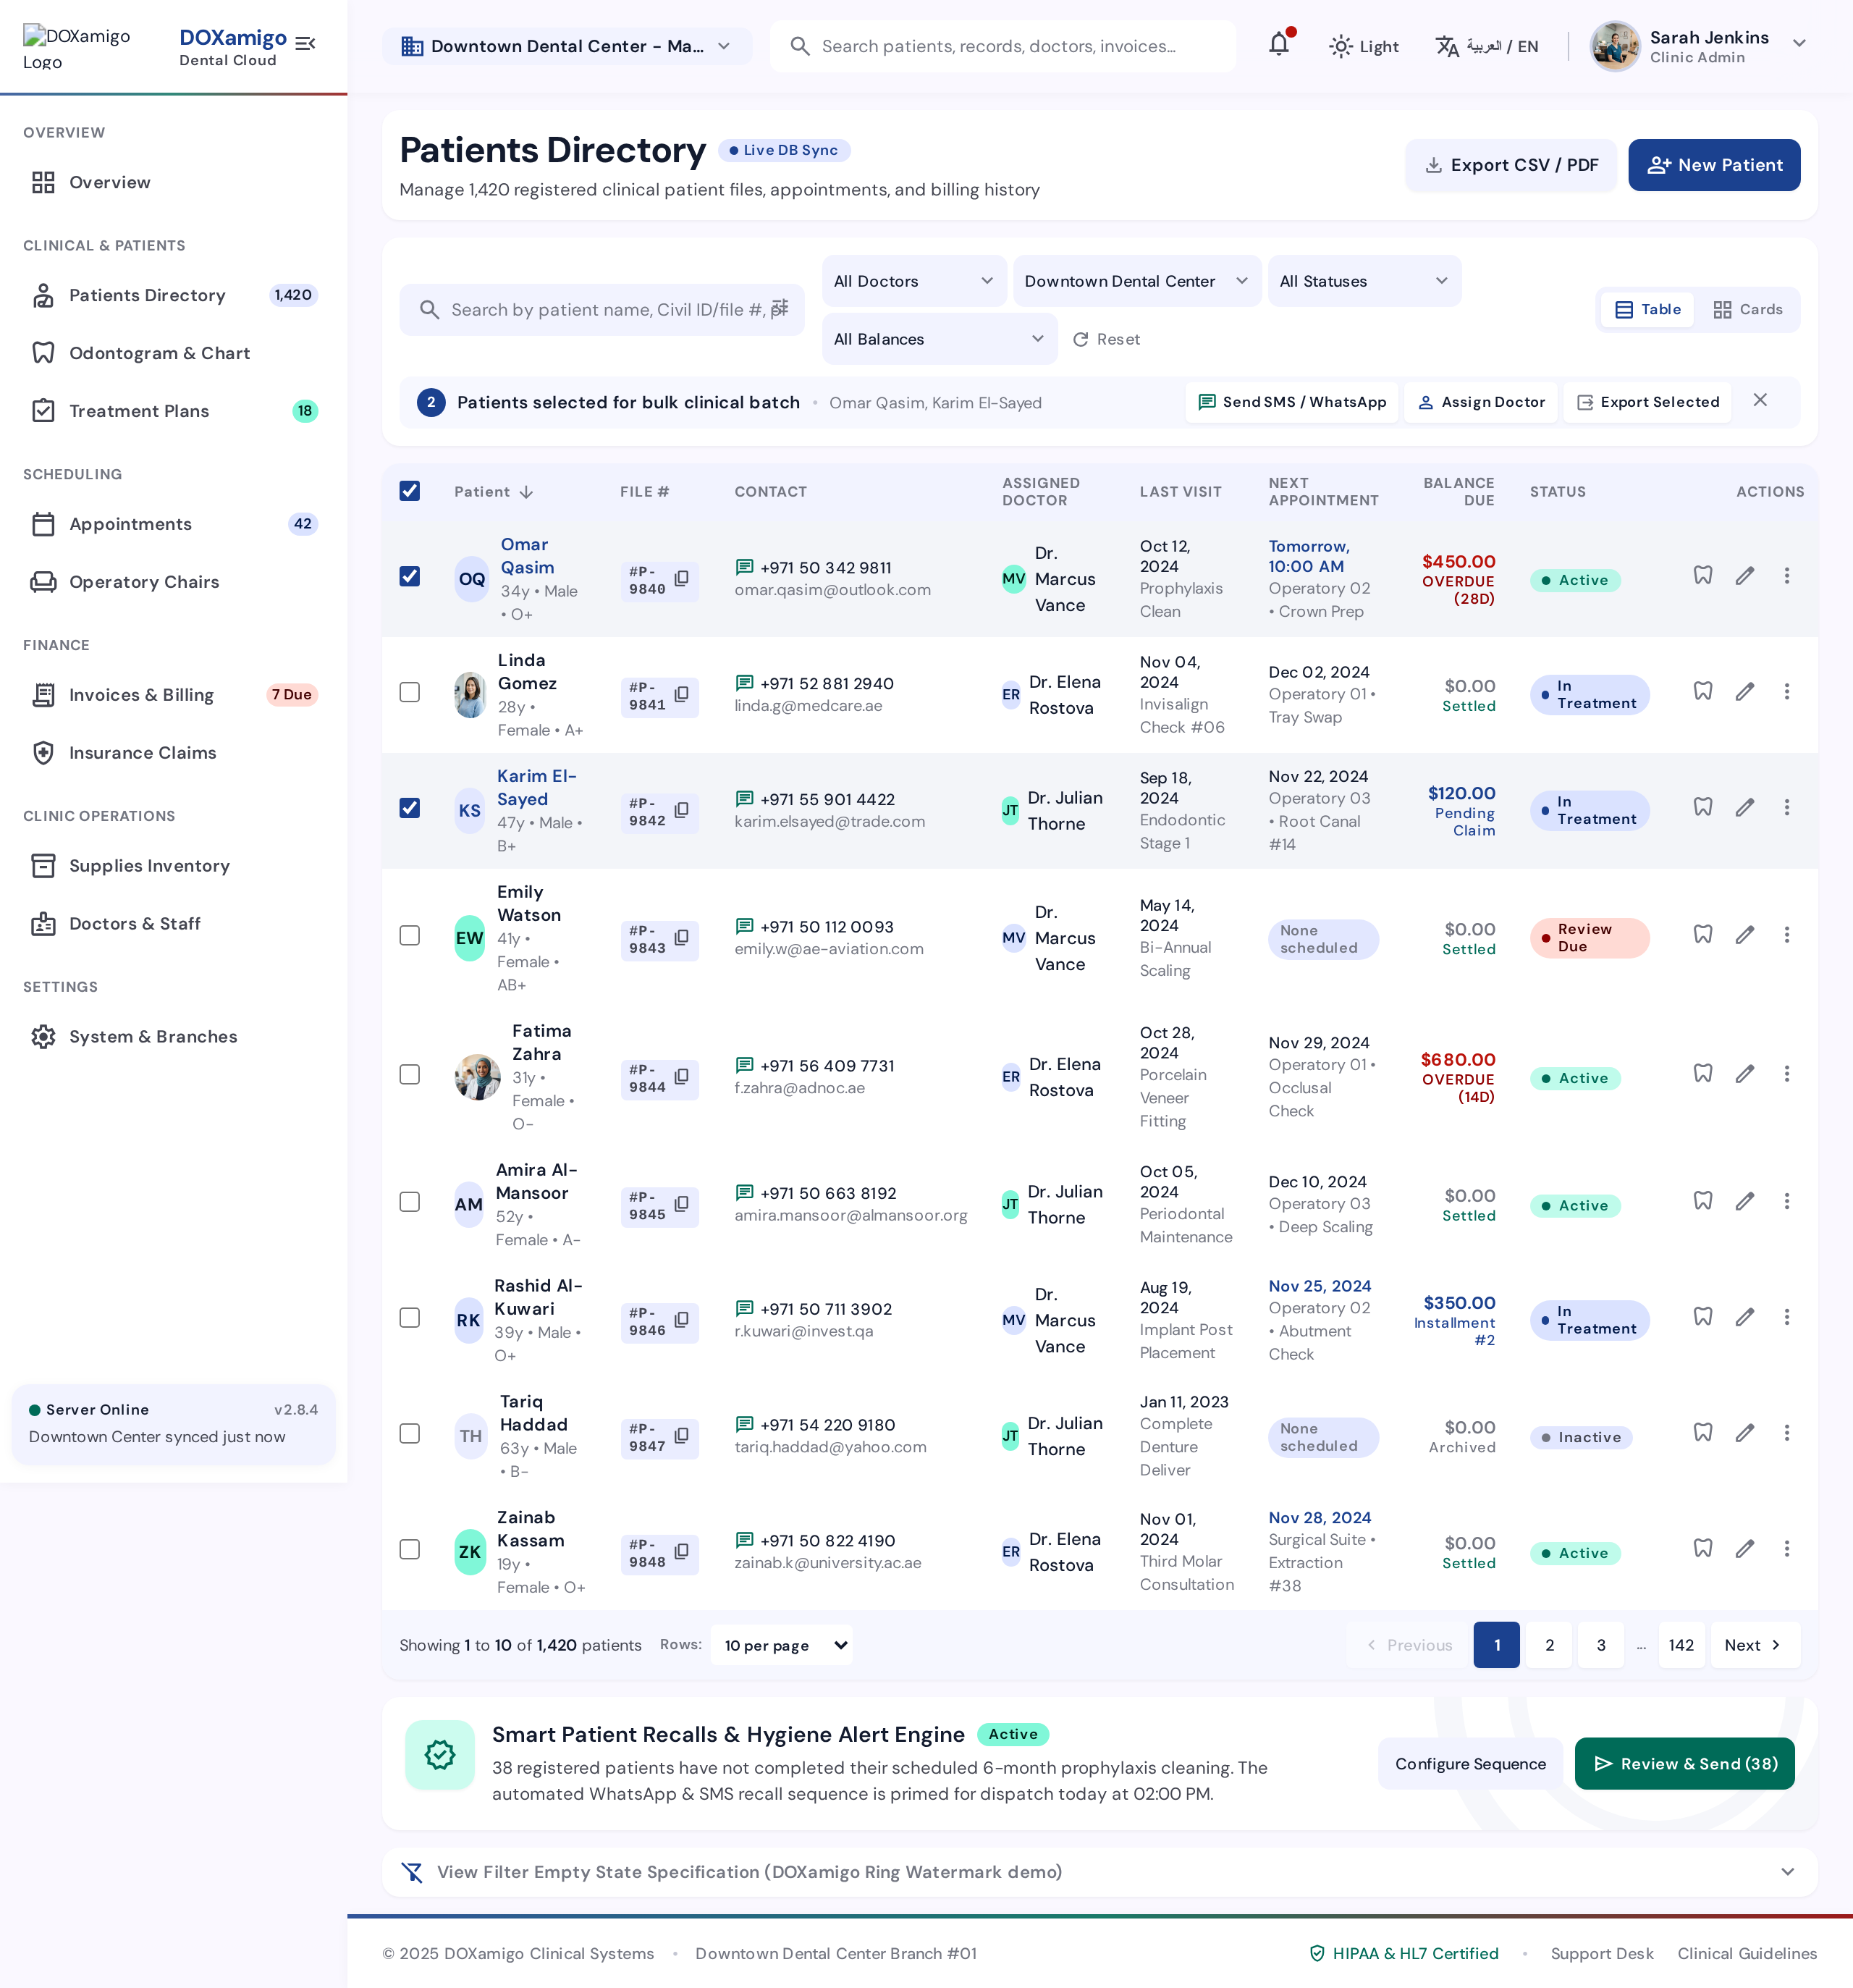 DOXamigo Logo
DOXamigo
Dental Cloud
Downtown Dental Center - Ma...
Search patients, records, doctors, invoices...
Light
العربية / EN
Sarah Jenkins
Clinic Admin
OVERVIEW
Overview
CLINICAL & PATIENTS
Patients Directory 1,420
Odontogram & Chart
Treatment Plans 18
SCHEDULING
Appointments 42
Operatory Chairs
FINANCE
Invoices & Billing 7 Due
Insurance Claims
CLINIC OPERATIONS
Supplies Inventory
Doctors & Staff
SETTINGS
System & Branches
Server Online v2.8.4
Downtown Center synced just now
Patients Directory
Live DB Sync
Manage 1,420 registered clinical patient files, appointments, and billing history
Export CSV / PDF
New Patient
Search by patient name, Civil ID/file #, p
All Doctors
Downtown Dental Center
All Statuses
All Balances
Reset
Table
Cards
2 Patients selected for bulk clinical batch • Omar Qasim, Karim El-Sayed
Send SMS / WhatsApp
Assign Doctor
Export Selected
Patient
FILE #
CONTACT
ASSIGNED
DOCTOR
LAST VISIT
NEXT
APPOINTMENT
BALANCE
DUE
STATUS
ACTIONS
OQ
Omar
Qasim
34y • Male
• O+
#P-
9840
+971 50 342 9811
omar.qasim@outlook.com
MV
Dr.
Marcus
Vance
Oct 12,
2024
Prophylaxis
Clean
Tomorrow,
10:00 AM
Operatory 02
• Crown Prep
$450.00
OVERDUE
(28D)
Active
Linda
Gomez
28y •
Female • A+
#P-
9841
+971 52 881 2940
linda.g@medcare.ae
ER
Dr. Elena
Rostova
Nov 04,
2024
Invisalign
Check #06
Dec 02, 2024
Operatory 01 •
Tray Swap
$0.00
Settled
In
Treatment
KS
Karim El-
Sayed
47y • Male •
B+
#P-
9842
+971 55 901 4422
karim.elsayed@trade.com
JT
Dr. Julian
Thorne
Sep 18,
2024
Endodontic
Stage 1
Nov 22, 2024
Operatory 03
• Root Canal
#14
$120.00
Pending
Claim
In
Treatment
EW
Emily
Watson
41y •
Female •
AB+
#P-
9843
+971 50 112 0093
emily.w@ae-aviation.com
MV
Dr.
Marcus
Vance
May 14,
2024
Bi-Annual
Scaling
None
scheduled
$0.00
Settled
Review
Due
Fatima
Zahra
31y •
Female •
O-
#P-
9844
+971 56 409 7731
f.zahra@adnoc.ae
ER
Dr. Elena
Rostova
Oct 28,
2024
Porcelain
Veneer
Fitting
Nov 29, 2024
Operatory 01 •
Occlusal
Check
$680.00
OVERDUE
(14D)
Active
AM
Amira Al-
Mansoor
52y •
Female • A-
#P-
9845
+971 50 663 8192
amira.mansoor@almansoor.org
JT
Dr. Julian
Thorne
Oct 05,
2024
Periodontal
Maintenance
Dec 10, 2024
Operatory 03
• Deep Scaling
$0.00
Settled
Active
RK
Rashid Al-
Kuwari
39y • Male •
O+
#P-
9846
+971 50 711 3902
r.kuwari@invest.qa
MV
Dr.
Marcus
Vance
Aug 19,
2024
Implant Post
Placement
Nov 25, 2024
Operatory 02
• Abutment
Check
$350.00
Installment
#2
In
Treatment
TH
Tariq
Haddad
63y • Male
• B-
#P-
9847
+971 54 220 9180
tariq.haddad@yahoo.com
JT
Dr. Julian
Thorne
Jan 11, 2023
Complete
Denture
Deliver
None
scheduled
$0.00
Archived
Inactive
ZK
Zainab
Kassam
19y •
Female • O+
#P-
9848
+971 50 822 4190
zainab.k@university.ac.ae
ER
Dr. Elena
Rostova
Nov 01,
2024
Third Molar
Consultation
Nov 28, 2024
Surgical Suite •
Extraction
#38
$0.00
Settled
Active
Showing 1 to 10 of 1,420 patients
Rows: 10 per page
Previous 1 2 3 ... 142 Next
Smart Patient Recalls & Hygiene Alert Engine Active
38 registered patients have not completed their scheduled 6-month prophylaxis cleaning. The
automated WhatsApp & SMS recall sequence is primed for dispatch today at 02:00 PM.
Configure Sequence
Review & Send (38)
View Filter Empty State Specification (DOXamigo Ring Watermark demo)
© 2025 DOXamigo Clinical Systems • Downtown Dental Center Branch #01
HIPAA & HL7 Certified • Support Desk Clinical Guidelines